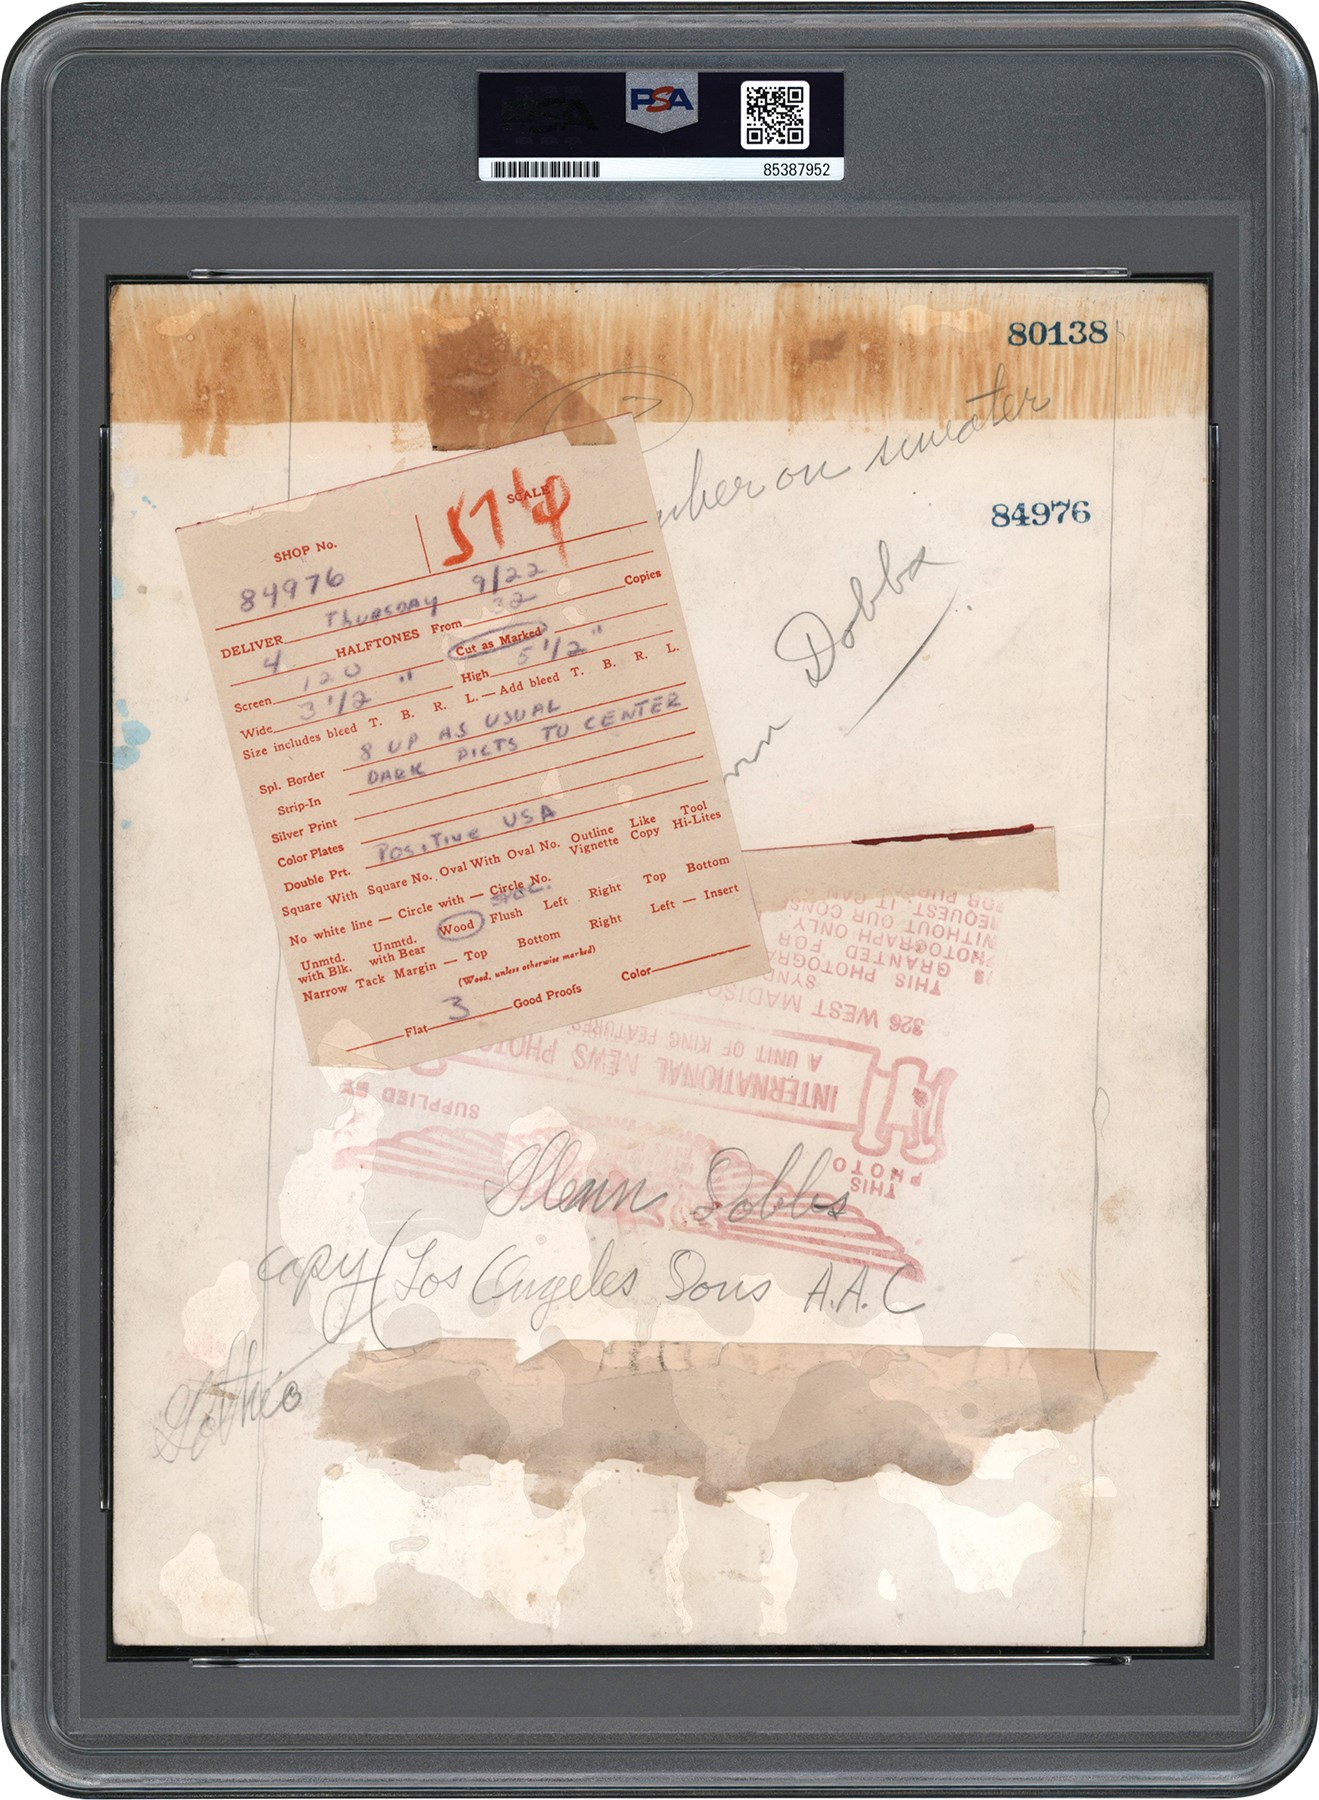 PSA
85387952
80138
on sweater
84976
Dobbs
SCALE
SHOP No.
84976
DELIVER Thursday 9/22
4 HALFTONES From 32 Copies
Screen 120 Cut as Marked
Wide 3 1/2 " High 5 1/2 "
Size includes bleed T. B. R. L. — Add bleed T. B. R. L.
Spl. Border 8 UP AS USUAL
Strip-In DARK PICTS TO CENTER
Silver Print
Color Plates
Double Prt. Positive USA
Square With Square No. Oval With Oval No. Outline Vignette Like Copy Tool Hi-Lites
No white line — Circle with — Circle No.
Unmtd. with Blk. Unmtd. with Bear Wood Flush Left Right Top Bottom
Narrow Tack Margin — Top Bottom Right Left — Insert
(Wood, unless otherwise marked)
Flat 3 Good Proofs Color
FOR PUBL
REQUEST. IT CAN
WITHOUT OUR CONS
PHOTOGRAPH ONLY.
GRANTED FOR
THIS PHOTOGRA
SYN
326 WEST MADISO
A UNIT OF KING FEATURES
INTERNATIONAL NEWS PHOTO
SUPPLIED BY
THIS PHOTO
Glenn Dobbs
copy (Los Angeles Dons A.A.C